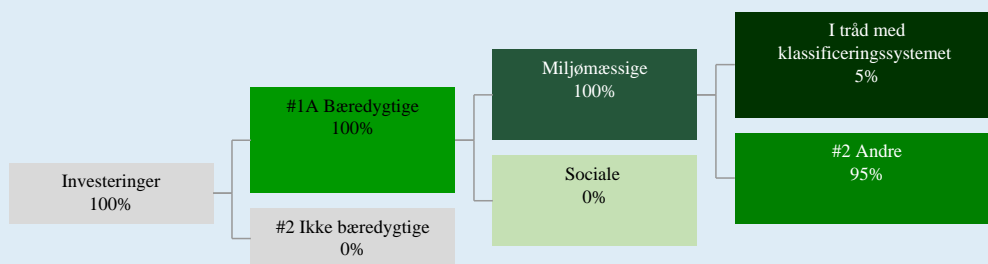 Investeringer
100%
#1A Bæredygtige
100%
#2 Ikke bæredygtige
0%
Miljømæssige
100%
Sociale
0%
I tråd med
klassificeringssystemet
5%
#2 Andre
95%